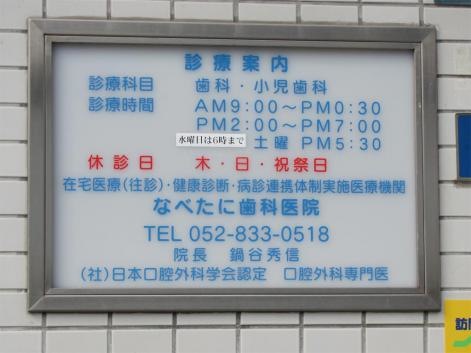 診療案内
診療科目 歯科・小児歯科
診療時間 AM9:00〜PM0:30
PM2:00〜PM7:00
水曜日は6時まで 土曜 PM5:30
休診日 木・日・祝祭日
在宅医療(往診)・健康診断・病診連携体制実施医療機関
なべたに歯科医院
TEL 052-833-0518
院長 鍋谷秀信
(社)日本口腔外科学会認定 口腔外科専門医
訪問